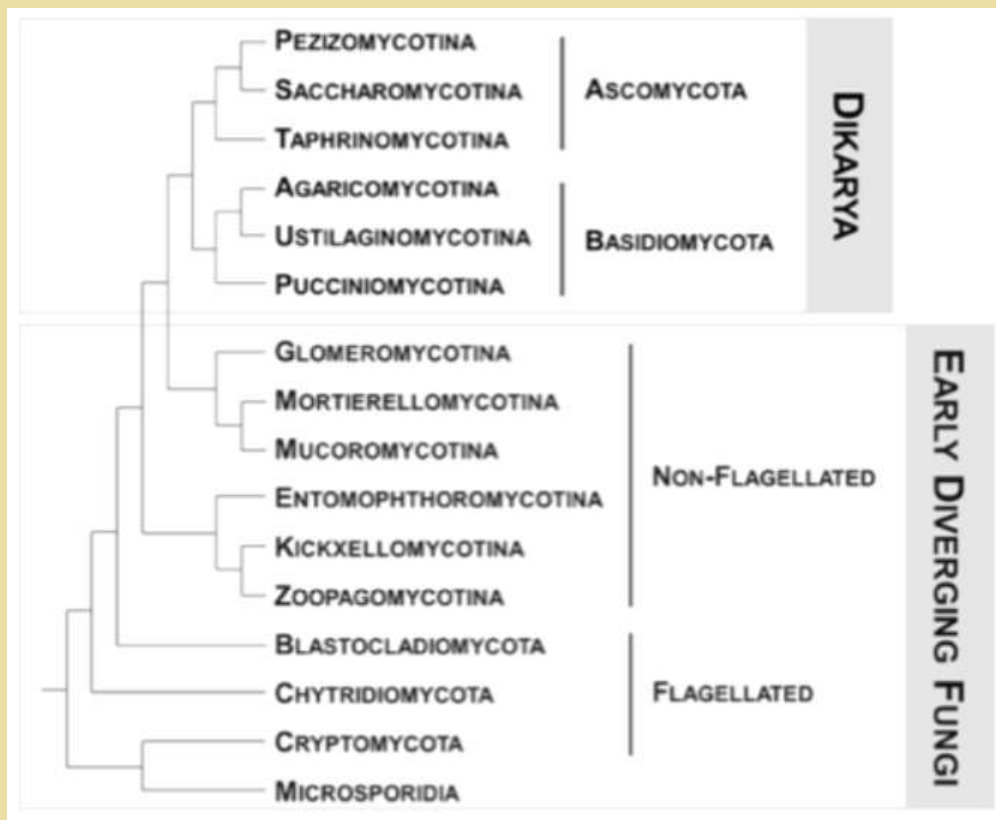 PEZIZOMYCOTINA
SACCHAROMYCOTINA
TAPHRINOMYCOTINA
ASCOMYCOTA
AGARICOMYCOTINA
USTILAGINOMYCOTINA
PUCCINIOMYCOTINA
BASIDIOMYCOTA
DIKARYA
GLOMEROMYCOTINA
MORTIERELLOMYCOTINA
MUCOROMYCOTINA
ENTOMOPHTHOROMYCOTINA
KICKXELLOMYCOTINA
ZOOPAGOMYCOTINA
NON-FLAGELLATED
BLASTOCLADIOMYCOTA
CHYTRIDIOMYCOTA
CRYPTOMYCOTA
FLAGELLATED
MICROSPORIDIA
EARLY DIVERGING FUNGI